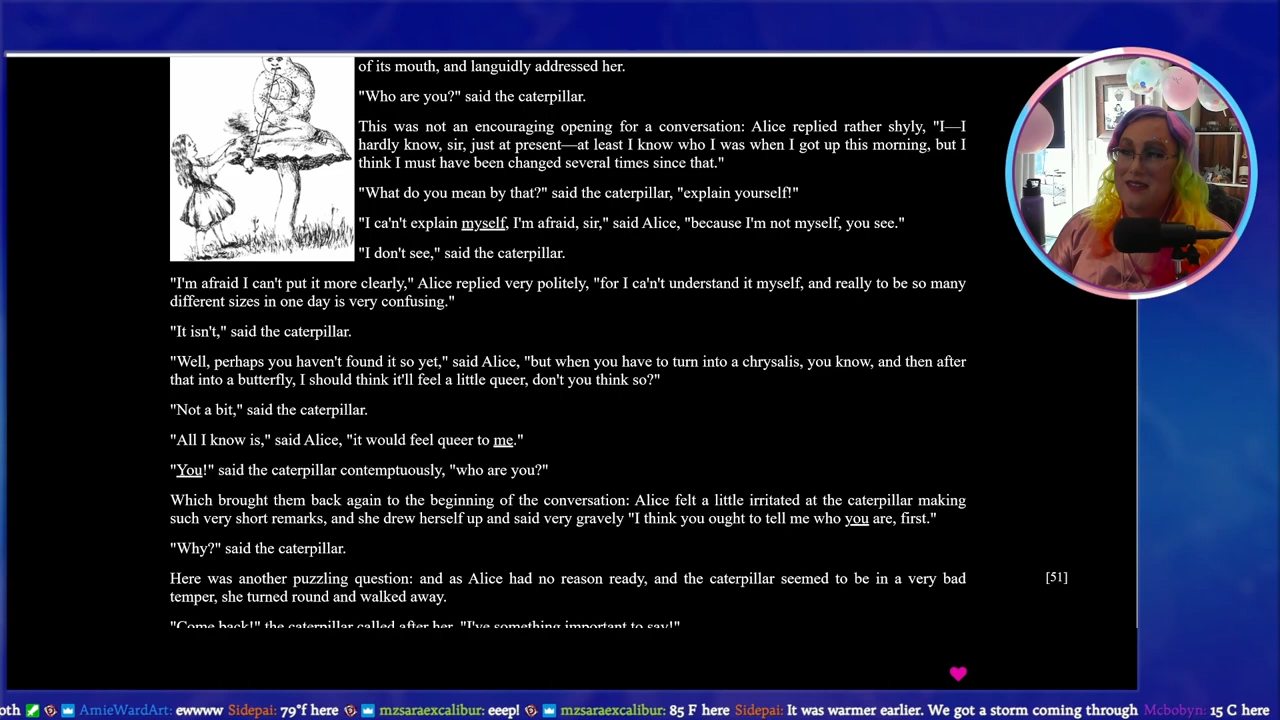 of its mouth, and languidly addressed her.
"Who are you?" said the caterpillar.
This was not an encouraging opening for a conversation: Alice replied rather shyly, "I—I
hardly know, sir, just at present—at least I know who I was when I got up this morning, but I
think I must have been changed several times since that."
"What do you mean by that?" said the caterpillar, "explain yourself!"
"I ca'n't explain myself, I'm afraid, sir," said Alice, "because I'm not myself, you see."
"I don't see," said the caterpillar.
"I'm afraid I can't put it more clearly," Alice replied very politely, "for I ca'n't understand it myself, and really to be so many
different sizes in one day is very confusing."
"It isn't," said the caterpillar.
"Well, perhaps you haven't found it so yet," said Alice, "but when you have to turn into a chrysalis, you know, and then after
that into a butterfly, I should think it'll feel a little queer, don't you think so?"
"Not a bit," said the caterpillar.
"All I know is," said Alice, "it would feel queer to me."
"You!" said the caterpillar contemptuously, "who are you?"
Which brought them back again to the beginning of the conversation: Alice felt a little irritated at the caterpillar making
such very short remarks, and she drew herself up and said very gravely "I think you ought to tell me who you are, first."
"Why?" said the caterpillar.
Here was another puzzling question: and as Alice had no reason ready, and the caterpillar seemed to be in a very bad
temper, she turned round and walked away.
[51]
"Come back!" the caterpillar called after her, "I've something important to say!"
oth AmieWardArt: ewwww Sidepai: 79°f here mzsaraexcalibur: eeep! mzsaraexcalibur: 85 F here Sidepai: It was warmer earlier. We got a storm coming through Mcbobyn: 15 C here